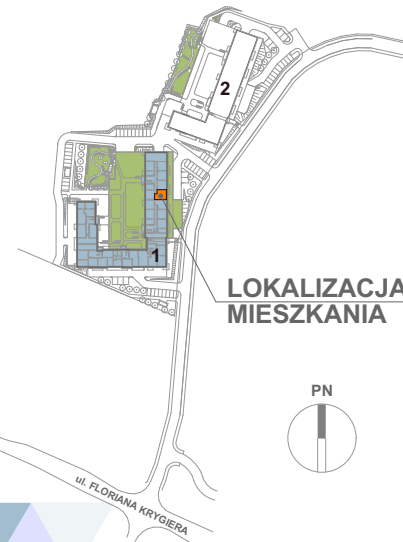 2
1
LOKALIZACJA
MIESZKANIA
PN
ul. FLORIANA KRYGIERA